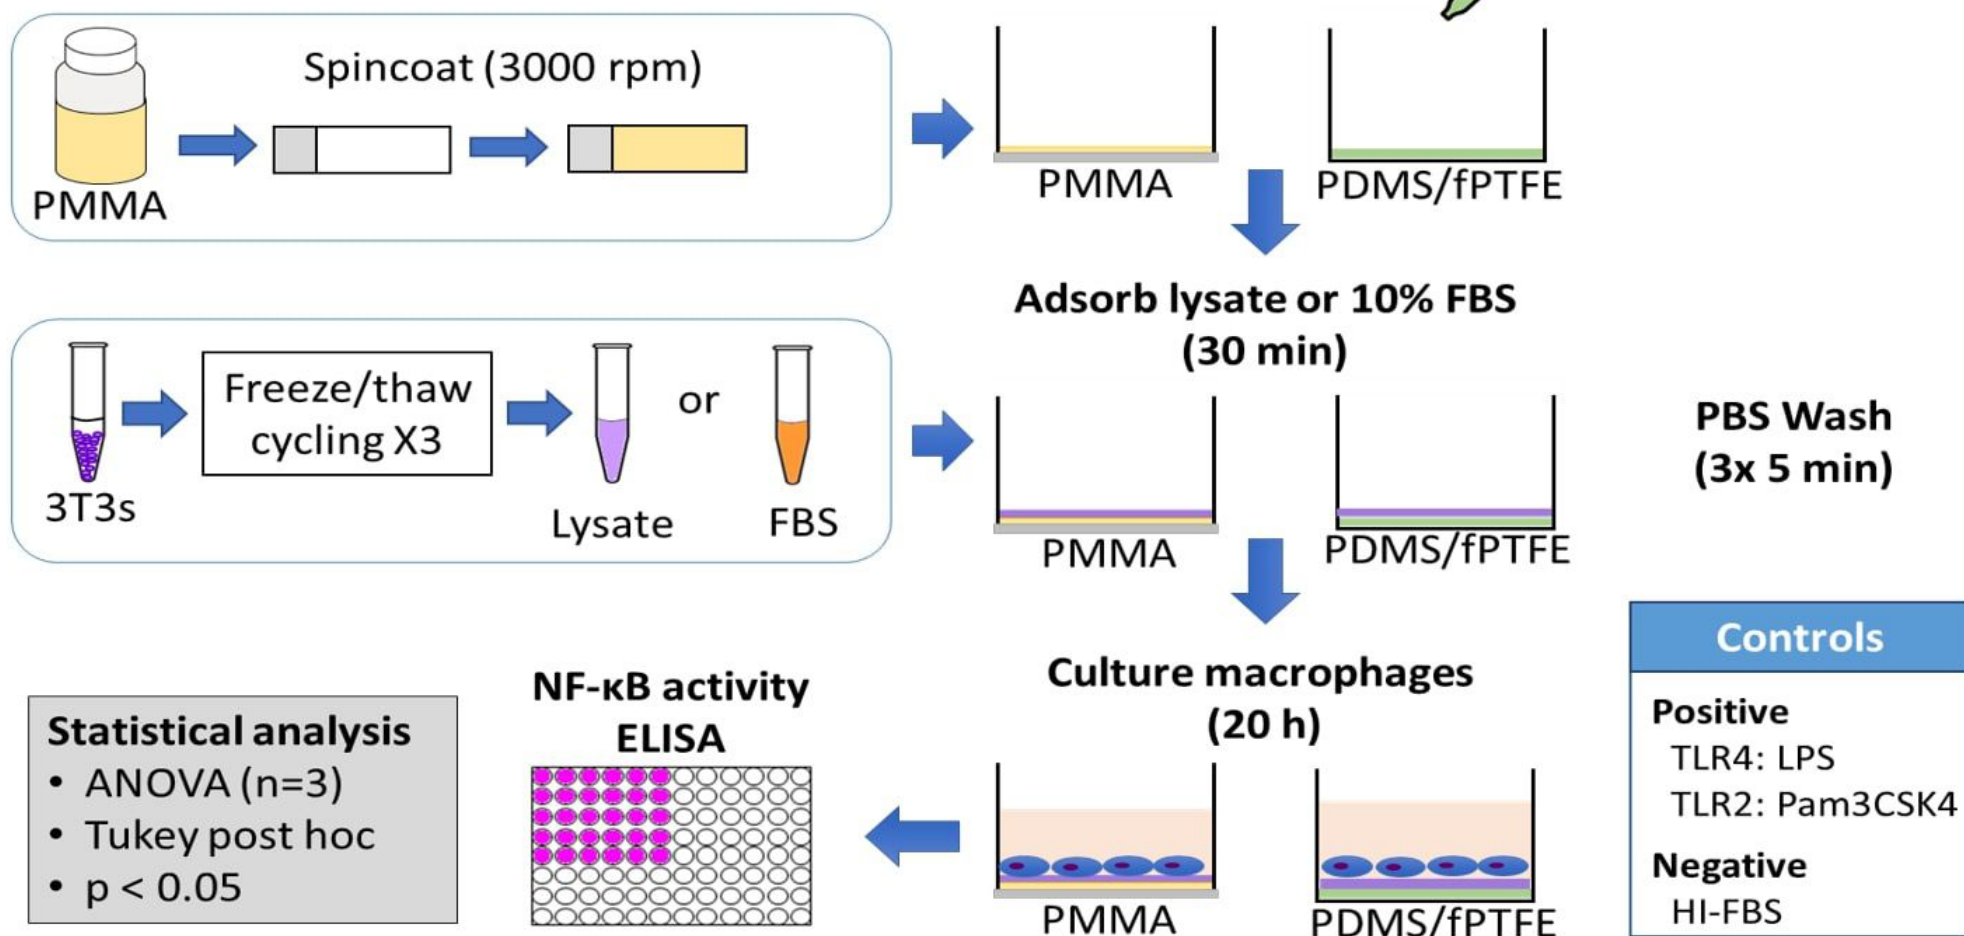 Spincoat (3000 rpm)
PMMA
PMMA
PDMS/fPTFE
Adsorb lysate or 10% FBS
(30 min)
Freeze/thaw
cycling X3
or
3T3s
Lysate
FBS
PMMA
PDMS/fPTFE
PBS Wash
(3x 5 min)
Culture macrophages
(20 h)
PMMA
PDMS/fPTFE
Controls
Positive
TLR4: LPS
TLR2: Pam3CSK4
Negative
HI-FBS
NF-κB activity
ELISA
Statistical analysis
• ANOVA (n=3)
• Tukey post hoc
• p < 0.05